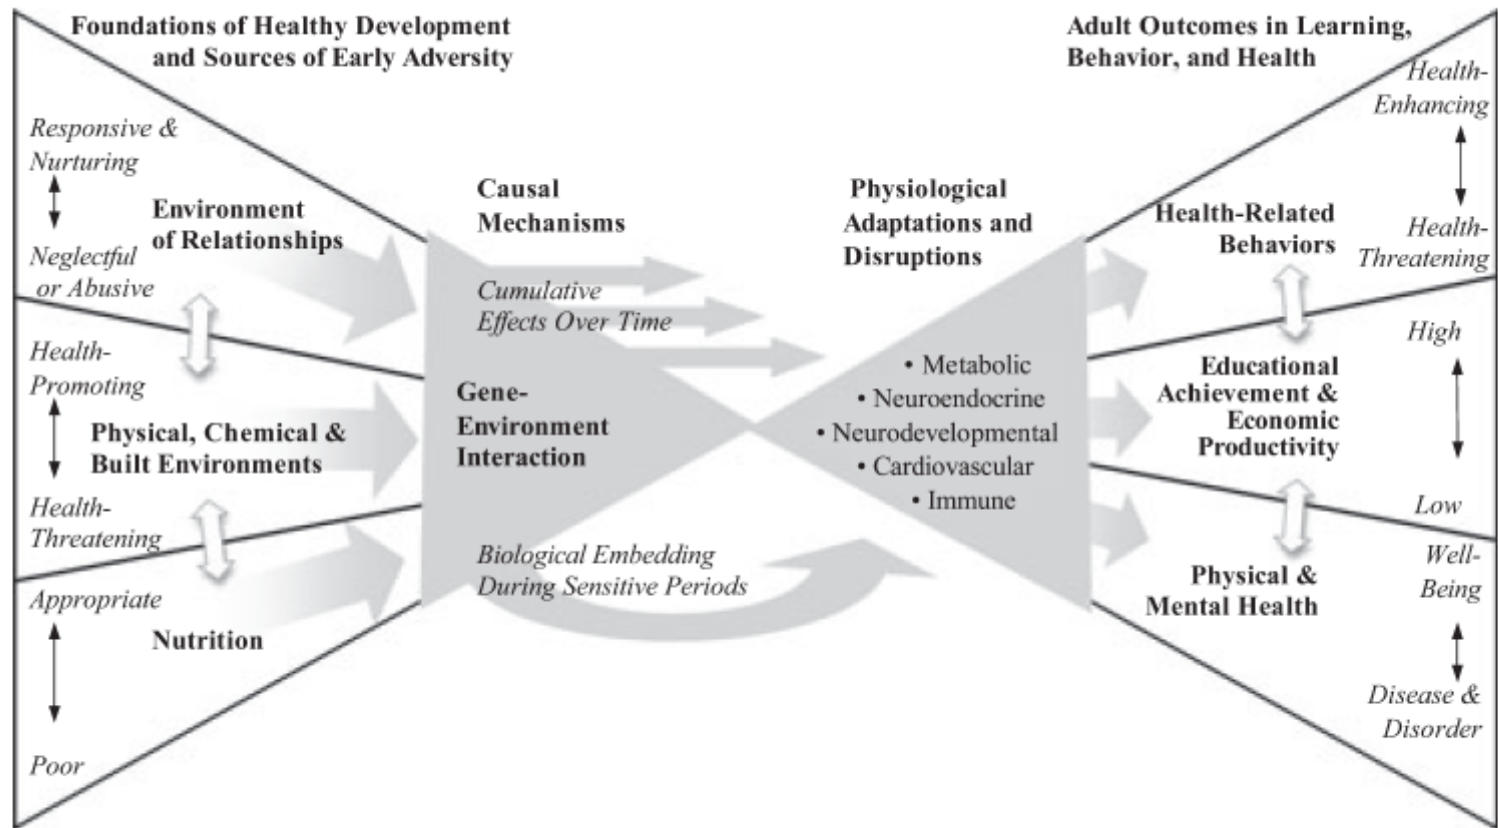 Foundations of Healthy Development
and Sources of Early Adversity
Responsive &
Nurturing
Neglectful
or Abusive
Environment
of Relationships
Health-
Promoting
Health-
Threatening
Physical, Chemical &
Built Environments
Appropriate
Poor
Nutrition
Causal
Mechanisms
Cumulative
Effects Over Time
Gene-
Environment
Interaction
Biological Embedding
During Sensitive Periods
Physiological
Adaptations and
Disruptions
• Metabolic
• Neuroendocrine
• Neurodevelopmental
• Cardiovascular
• Immune
Adult Outcomes in Learning,
Behavior, and Health
Health-
Enhancing
Health-
Threatening
Health-Related
Behaviors
High
Low
Educational
Achievement &
Economic
Productivity
Well-
Being
Disease &
Disorder
Physical &
Mental Health